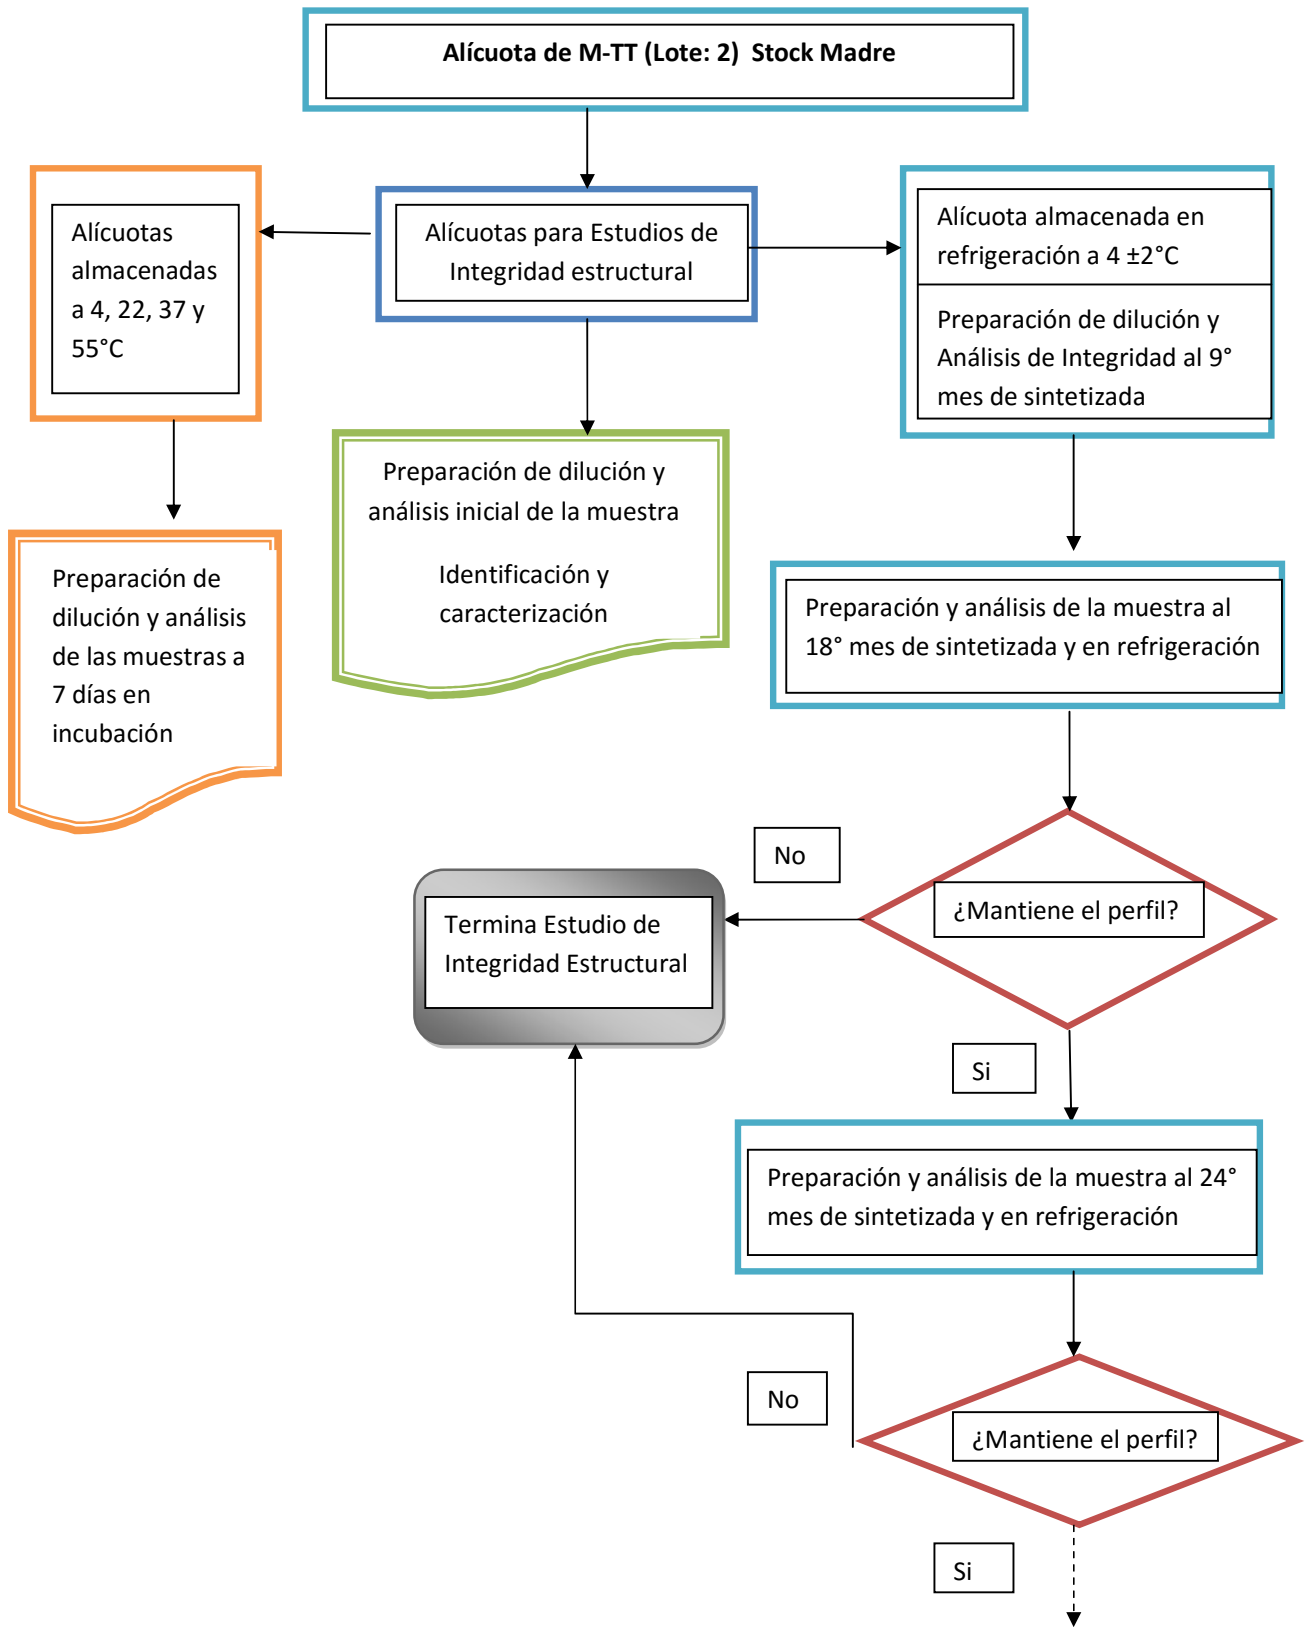 Alícuota de M-TT (Lote: 2)  Stock Madre
Alícuotas
almacenadas
a 4, 22, 37 y
55°C
Alícuotas para Estudios de
Integridad estructural
Alícuota almacenada en
refrigeración a 4 ±2°C
Preparación de dilución y
Análisis de Integridad al 9°
mes de sintetizada
Preparación de dilución y
análisis inicial de la muestra
Identificación y
caracterización
Preparación de
dilución y análisis
de las muestras a
7 días en
incubación
Preparación y análisis de la muestra al
18° mes de sintetizada y en refrigeración
No
¿Mantiene el perfil?
Termina Estudio de
Integridad Estructural
Si
Preparación y análisis de la muestra al 24°
mes de sintetizada y en refrigeración
No
¿Mantiene el perfil?
Si